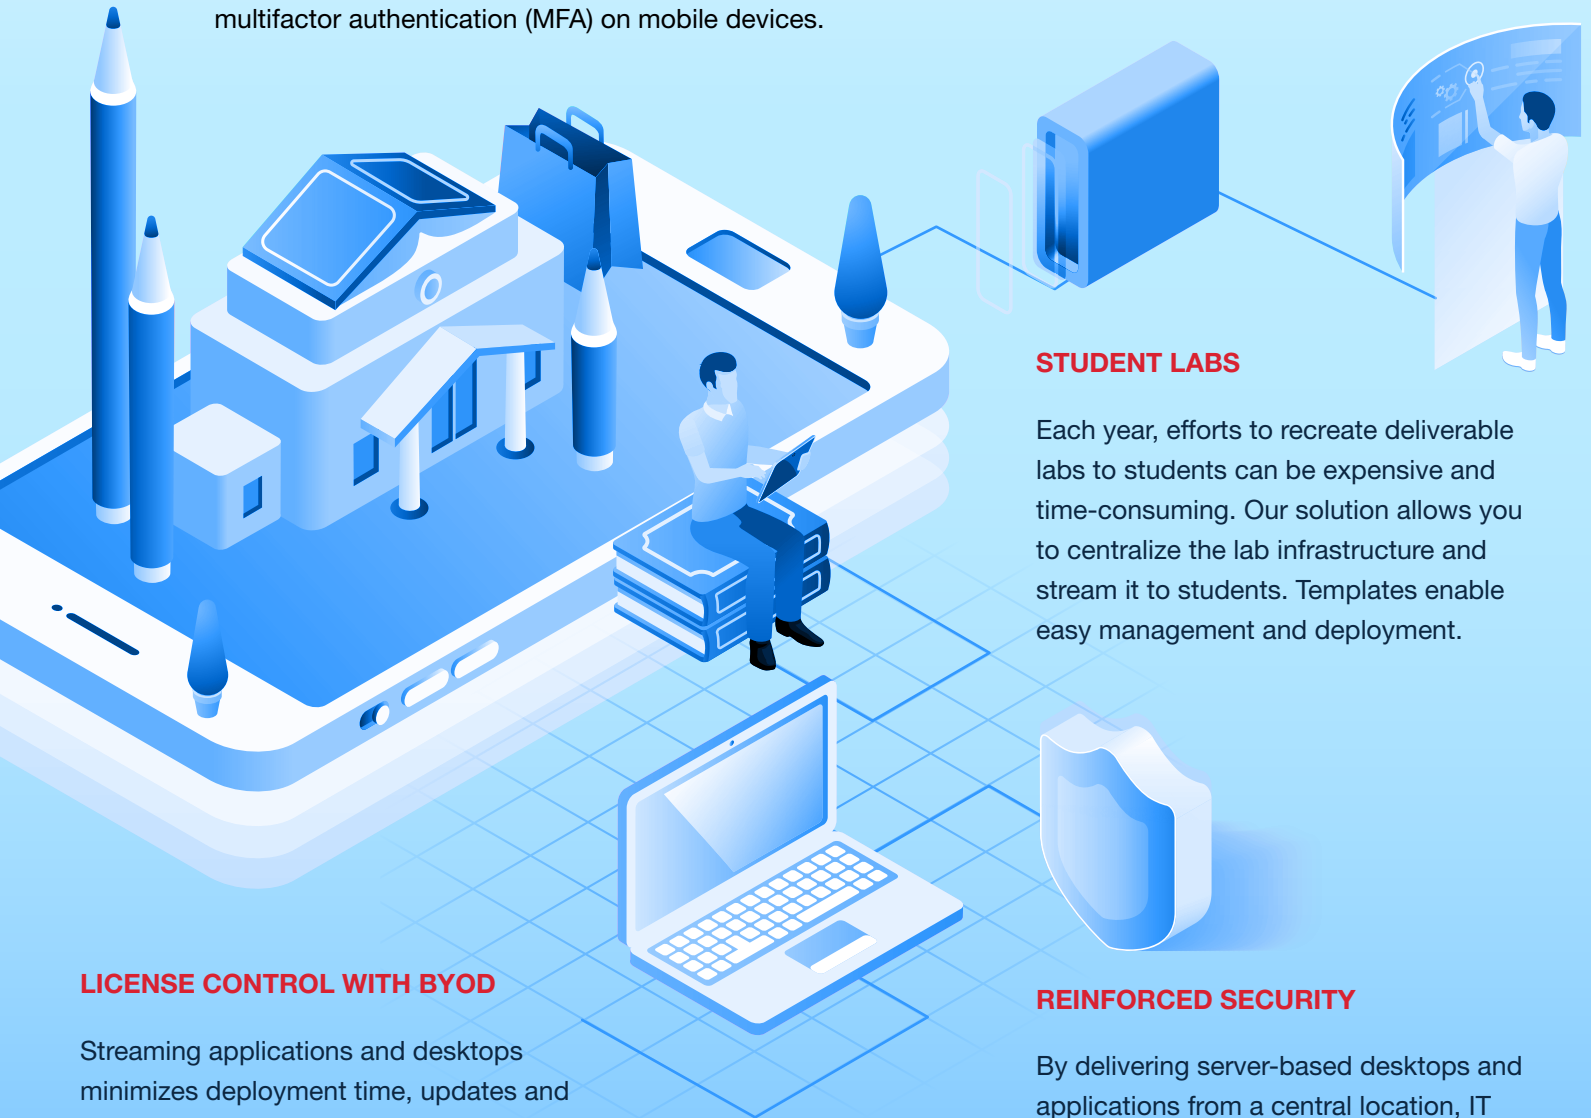 multifactor authentication (MFA) on mobile devices.
STUDENT LABS
Each year, efforts to recreate deliverable
labs to students can be expensive and
time-consuming. Our solution allows you
to centralize the lab infrastructure and
stream it to students. Templates enable
easy management and deployment.
LICENSE CONTROL WITH BYOD
Streaming applications and desktops
minimizes deployment time, updates and
REINFORCED SECURITY
By delivering server-based desktops and
applications from a central location, IT